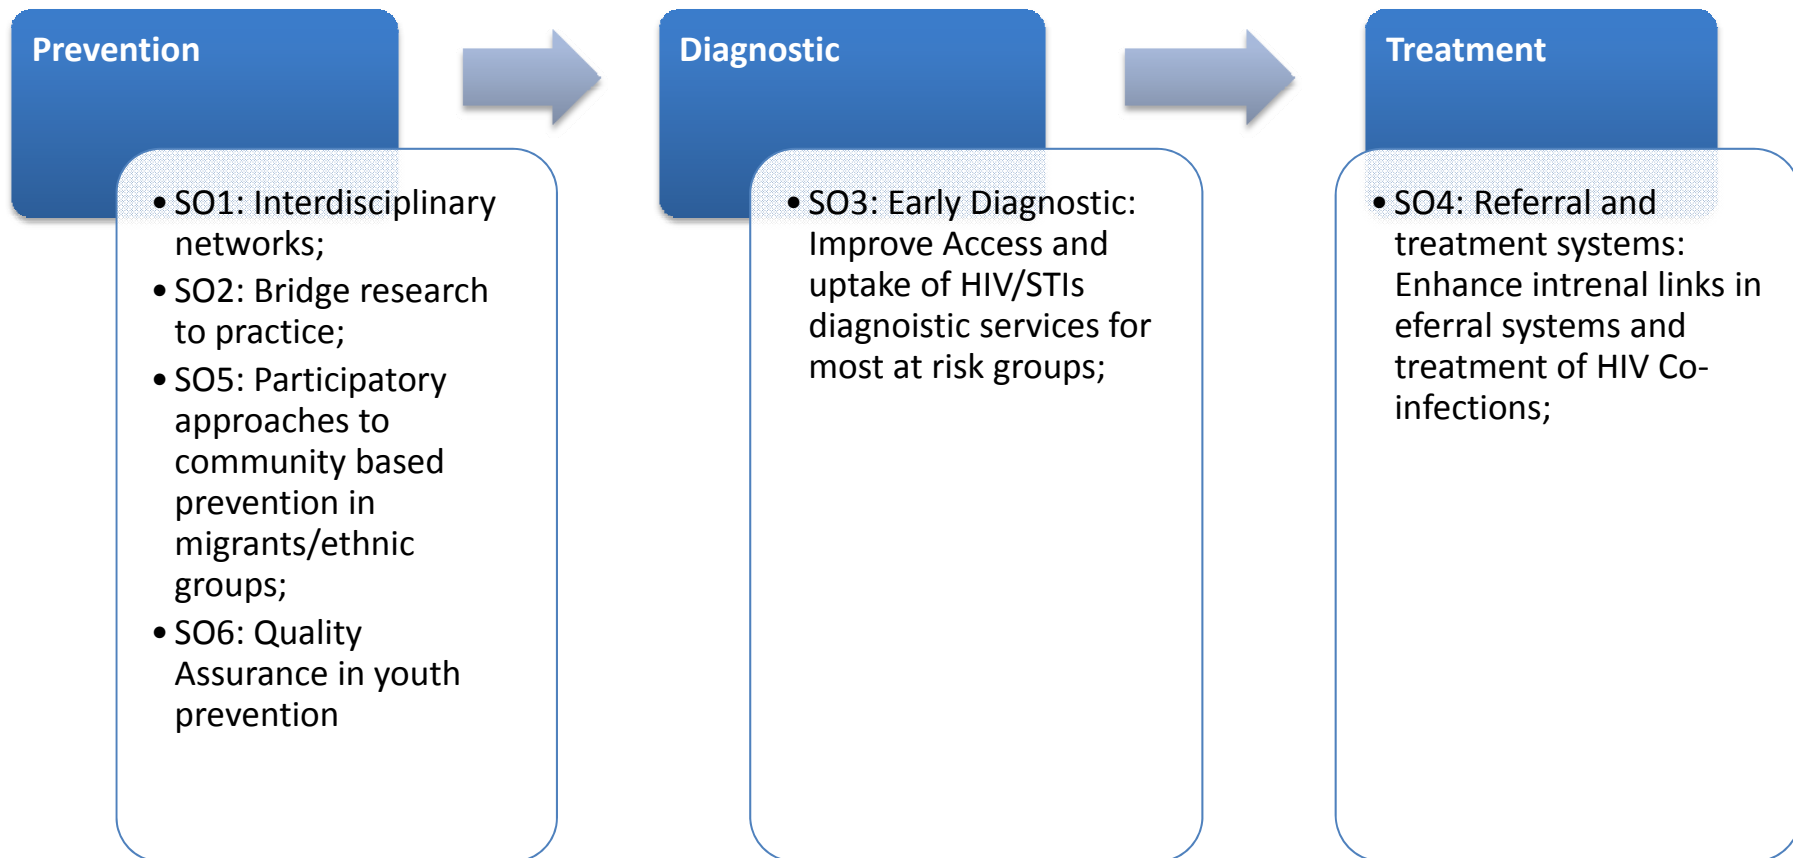 Prevention
• SO1: Interdisciplinary
networks;
• SO2: Bridge research
to practice;
• SO5: Participatory
approaches to
community based
prevention in
migrants/ethnic
groups;
• SO6: Quality
Assurance in youth
prevention
Diagnostic
• SO3: Early Diagnostic:
Improve Access and
uptake of HIV/STIs
diagnoistic services for
most at risk groups;
Treatment
• SO4: Referral and
treatment systems:
Enhance intrenal links in
eferral systems and
treatment of HIV Co-
infections;